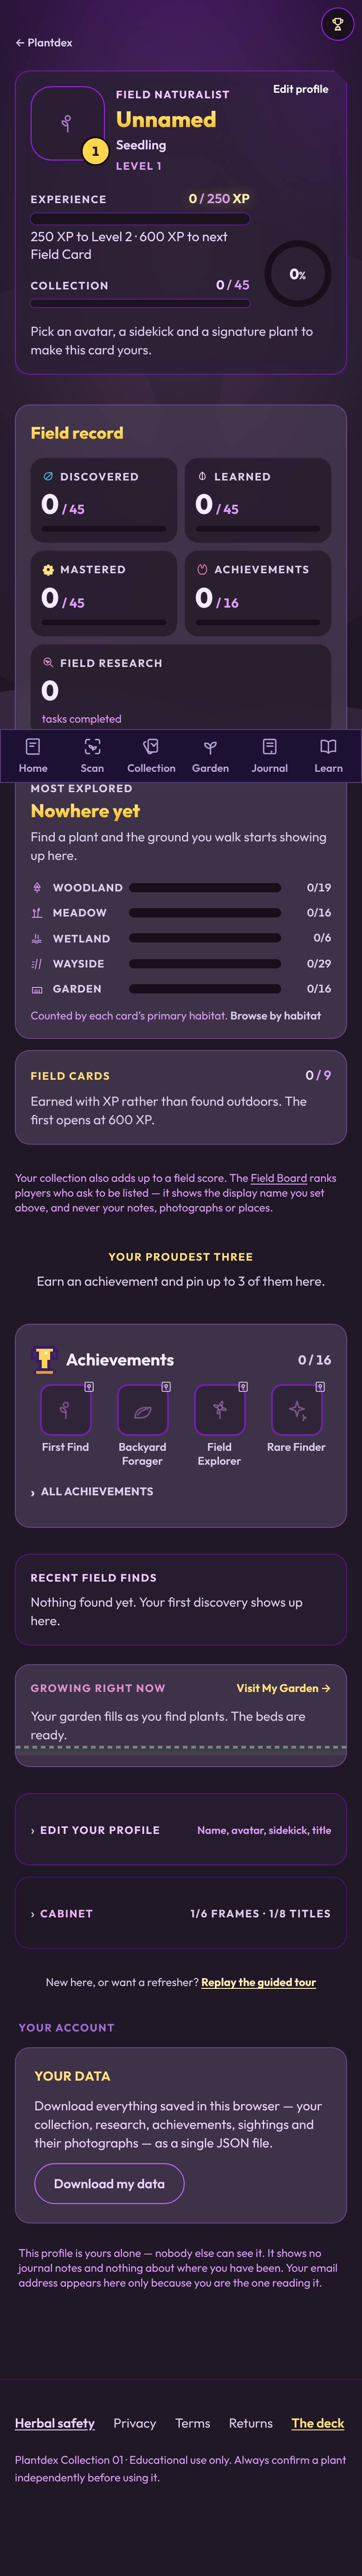 ← Plantdex
Edit profile
FIELD NATURALIST
Unnamed
Seedling
LEVEL 1
1
EXPERIENCE
0 / 250 XP
250 XP to Level 2 · 600 XP to next
Field Card
COLLECTION
0 / 45
0%
Pick an avatar, a sidekick and a signature plant to
make this card yours.
Field record
DISCOVERED
0 / 45
LEARNED
0 / 45
MASTERED
0 / 45
ACHIEVEMENTS
0 / 16
FIELD RESEARCH
0
tasks completed
Home
Scan
Collection
Garden
Journal
Learn
MOST EXPLORED
Nowhere yet
Find a plant and the ground you walk starts showing
up here.
WOODLAND 0/19
MEADOW 0/16
WETLAND 0/6
WAYSIDE 0/29
GARDEN 0/16
Counted by each card's primary habitat. Browse by habitat
FIELD CARDS
0 / 9
Earned with XP rather than found outdoors. The
first opens at 600 XP.
Your collection also adds up to a field score. The Field Board ranks
players who ask to be listed — it shows the display name you set
above, and never your notes, photographs or places.
YOUR PROUDEST THREE
Earn an achievement and pin up to 3 of them here.
Achievements
0 / 16
First Find
Backyard
Forager
Field
Explorer
Rare Finder
› ALL ACHIEVEMENTS
RECENT FIELD FINDS
Nothing found yet. Your first discovery shows up
here.
GROWING RIGHT NOW
Visit My Garden →
Your garden fills as you find plants. The beds are
ready.
› EDIT YOUR PROFILE
Name, avatar, sidekick, title
› CABINET
1/6 FRAMES · 1/8 TITLES
New here, or want a refresher? Replay the guided tour
YOUR ACCOUNT
YOUR DATA
Download everything saved in this browser — your
collection, research, achievements, sightings and
their photographs — as a single JSON file.
Download my data
This profile is yours alone — nobody else can see it. It shows no
journal notes and nothing about where you have been. Your email
address appears here only because you are the one reading it.
Herbal safety
Privacy
Terms
Returns
The deck
Plantdex Collection 01 · Educational use only. Always confirm a plant
independently before using it.